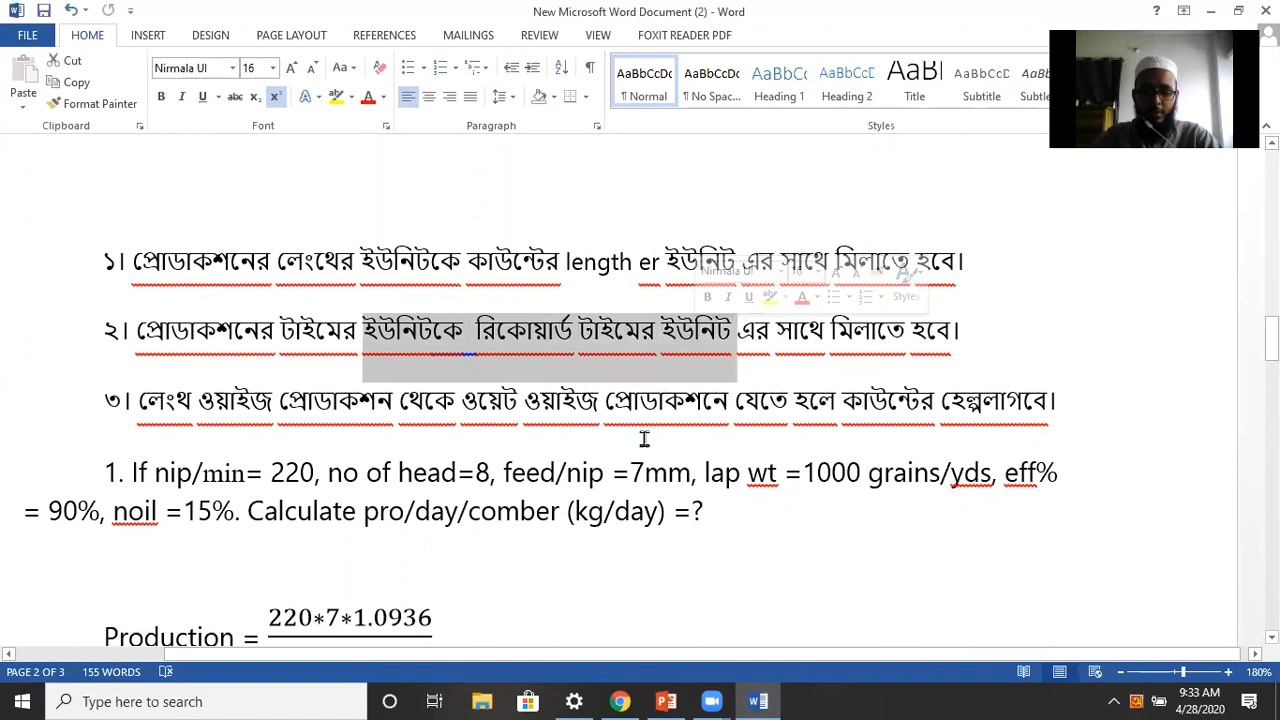 New Microsoft Word Document (2) - Word
FILE HOME INSERT DESIGN PAGE LAYOUT REFERENCES MAILINGS REVIEW VIEW FOXIT READER PDF
Cut
Copy
Format Painter
Paste
Nirmala UI 16
AaBbCcDc AaBbCcDc AaBbCc AaBbCcC AaBl AaBbCcD
¶ Normal ¶ No Spac... Heading 1 Heading 2 Title Subtitle
Clipboard Font Paragraph Styles
১। প্রোডাকশনের লেংথের ইউনিটকে কাউন্টের length er ইউনিট এর সাথে মিলাতে হবে।
Nirmala UI
Styles
২। প্রোডাকশনের টাইমের ইউনিটকে রিকোয়ার্ড টাইমের ইউনিট এর সাথে মিলাতে হবে।
৩। লেংথ ওয়াইজ প্রোডাকশন থেকে ওয়েট ওয়াইজ প্রোডাকশনে যেতে হলে কাউন্টের হেল্পলাগবে।
1. If nip/min= 220, no of head=8, feed/nip =7mm, lap wt =1000 grains/yds, eff%
= 90%, noil =15%. Calculate pro/day/comber (kg/day) =?
Production = 220*7*1.0936
PAGE 2 OF 3 155 WORDS 180%
Type here to search
9:33 AM
4/28/2020